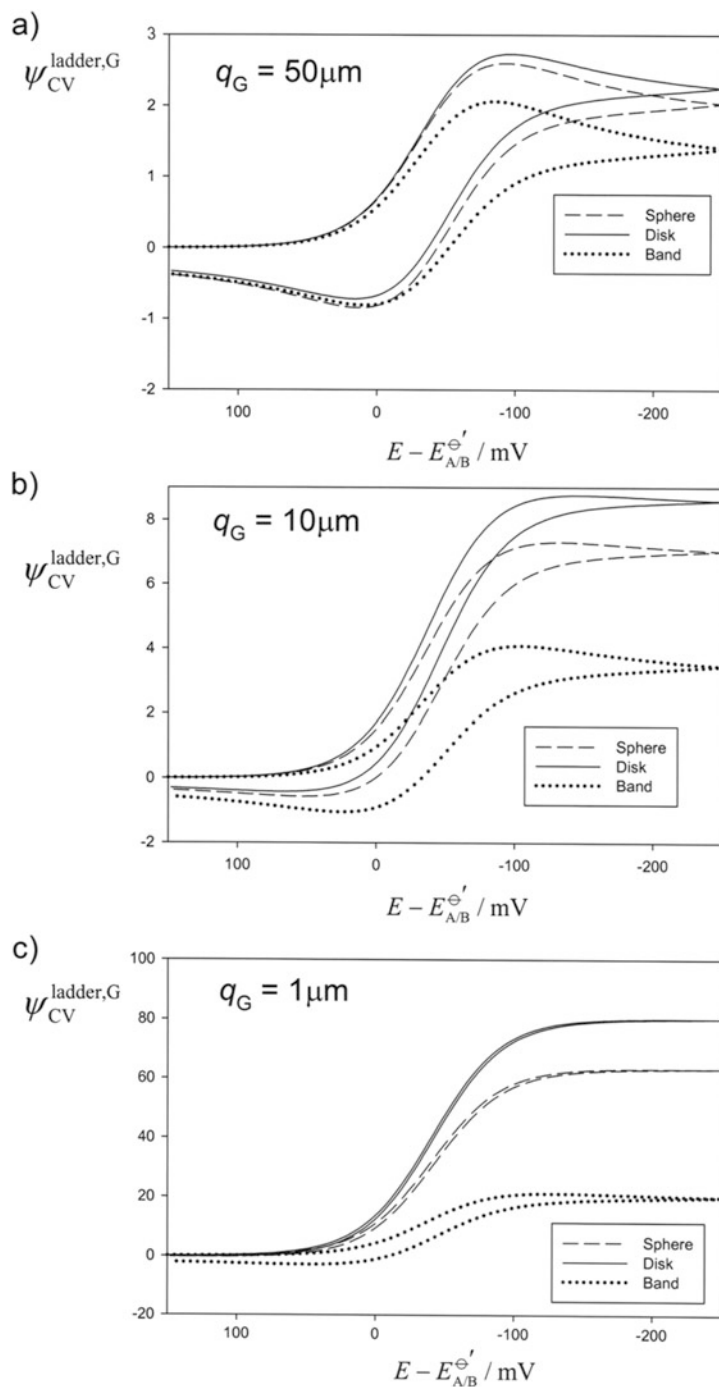 a)
3
ψ_CV^ladder,G
q_G = 50μm
2
1
0
-1
-2
Sphere
Disk
Band
100 0 -100 -200
E – E_A/B^⊖′ / mV
b)
8
ψ_CV^ladder,G
q_G = 10μm
6
4
2
0
-2
Sphere
Disk
Band
100 0 -100 -200
E – E_A/B^⊖′ / mV
c)
100
ψ_CV^ladder,G
q_G = 1μm
80
60
40
20
0
-20
Sphere
Disk
Band
100 0 -100 -200
E – E_A/B^⊖′ / mV